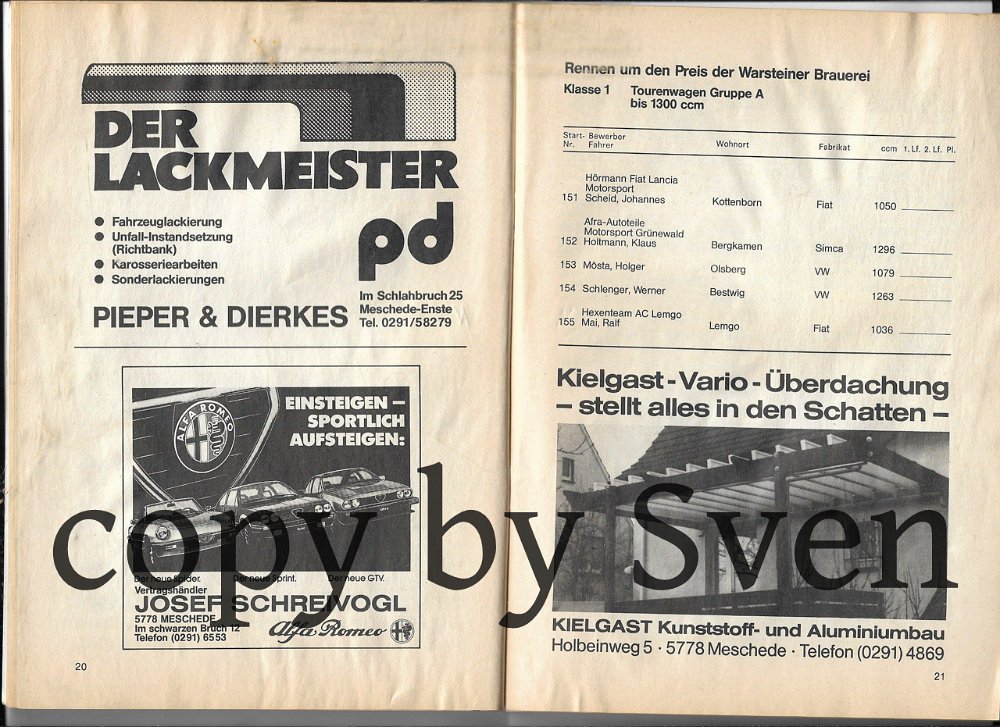 DER
LACKMEISTER
● Fahrzeuglackierung
● Unfall-Instandsetzung
(Richtbank)
● Karosseriearbeiten
● Sonderlackierungen
pd
PIEPER & DIERKES
Im Schlahbruch 25
Meschede-Enste
Tel. 0291/58279
ALFA ROMEO
EINSTEIGEN –
SPORTLICH
AUFSTEIGEN:
Der neue Spider. Der neue Sprint. Der neue GTV.
Vertragshändler
JOSEF SCHREIVOGL
5778 MESCHEDE
Im schwarzen Bruch 12
Telefon (0291) 6553
Alfa Romeo
20
Rennen um den Preis der Warsteiner Brauerei
Klasse 1 Tourenwagen Gruppe A
bis 1300 ccm
Start- Bewerber
Nr. Fahrer Wohnort Fabrikat ccm 1. Lf. 2. Lf. Pl.
Hörmann Fiat Lancia
Motorsport
151 Scheid, Johannes Kottenborn Fiat 1050
Afra-Autoteile
Motorsport Grünewald
152 Holtmann, Klaus Bergkamen Simca 1296
153 Mösta, Holger Olsberg VW 1079
154 Schlenger, Werner Bestwig VW 1263
Hexenteam AC Lemgo
155 Mai, Ralf Lemgo Fiat 1036
Kielgast - Vario - Überdachung
– stellt alles in den Schatten –
KIELGAST Kunststoff- und Aluminiumbau
Holbeinweg 5 · 5778 Meschede · Telefon (0291) 4869
21
copy by Sven